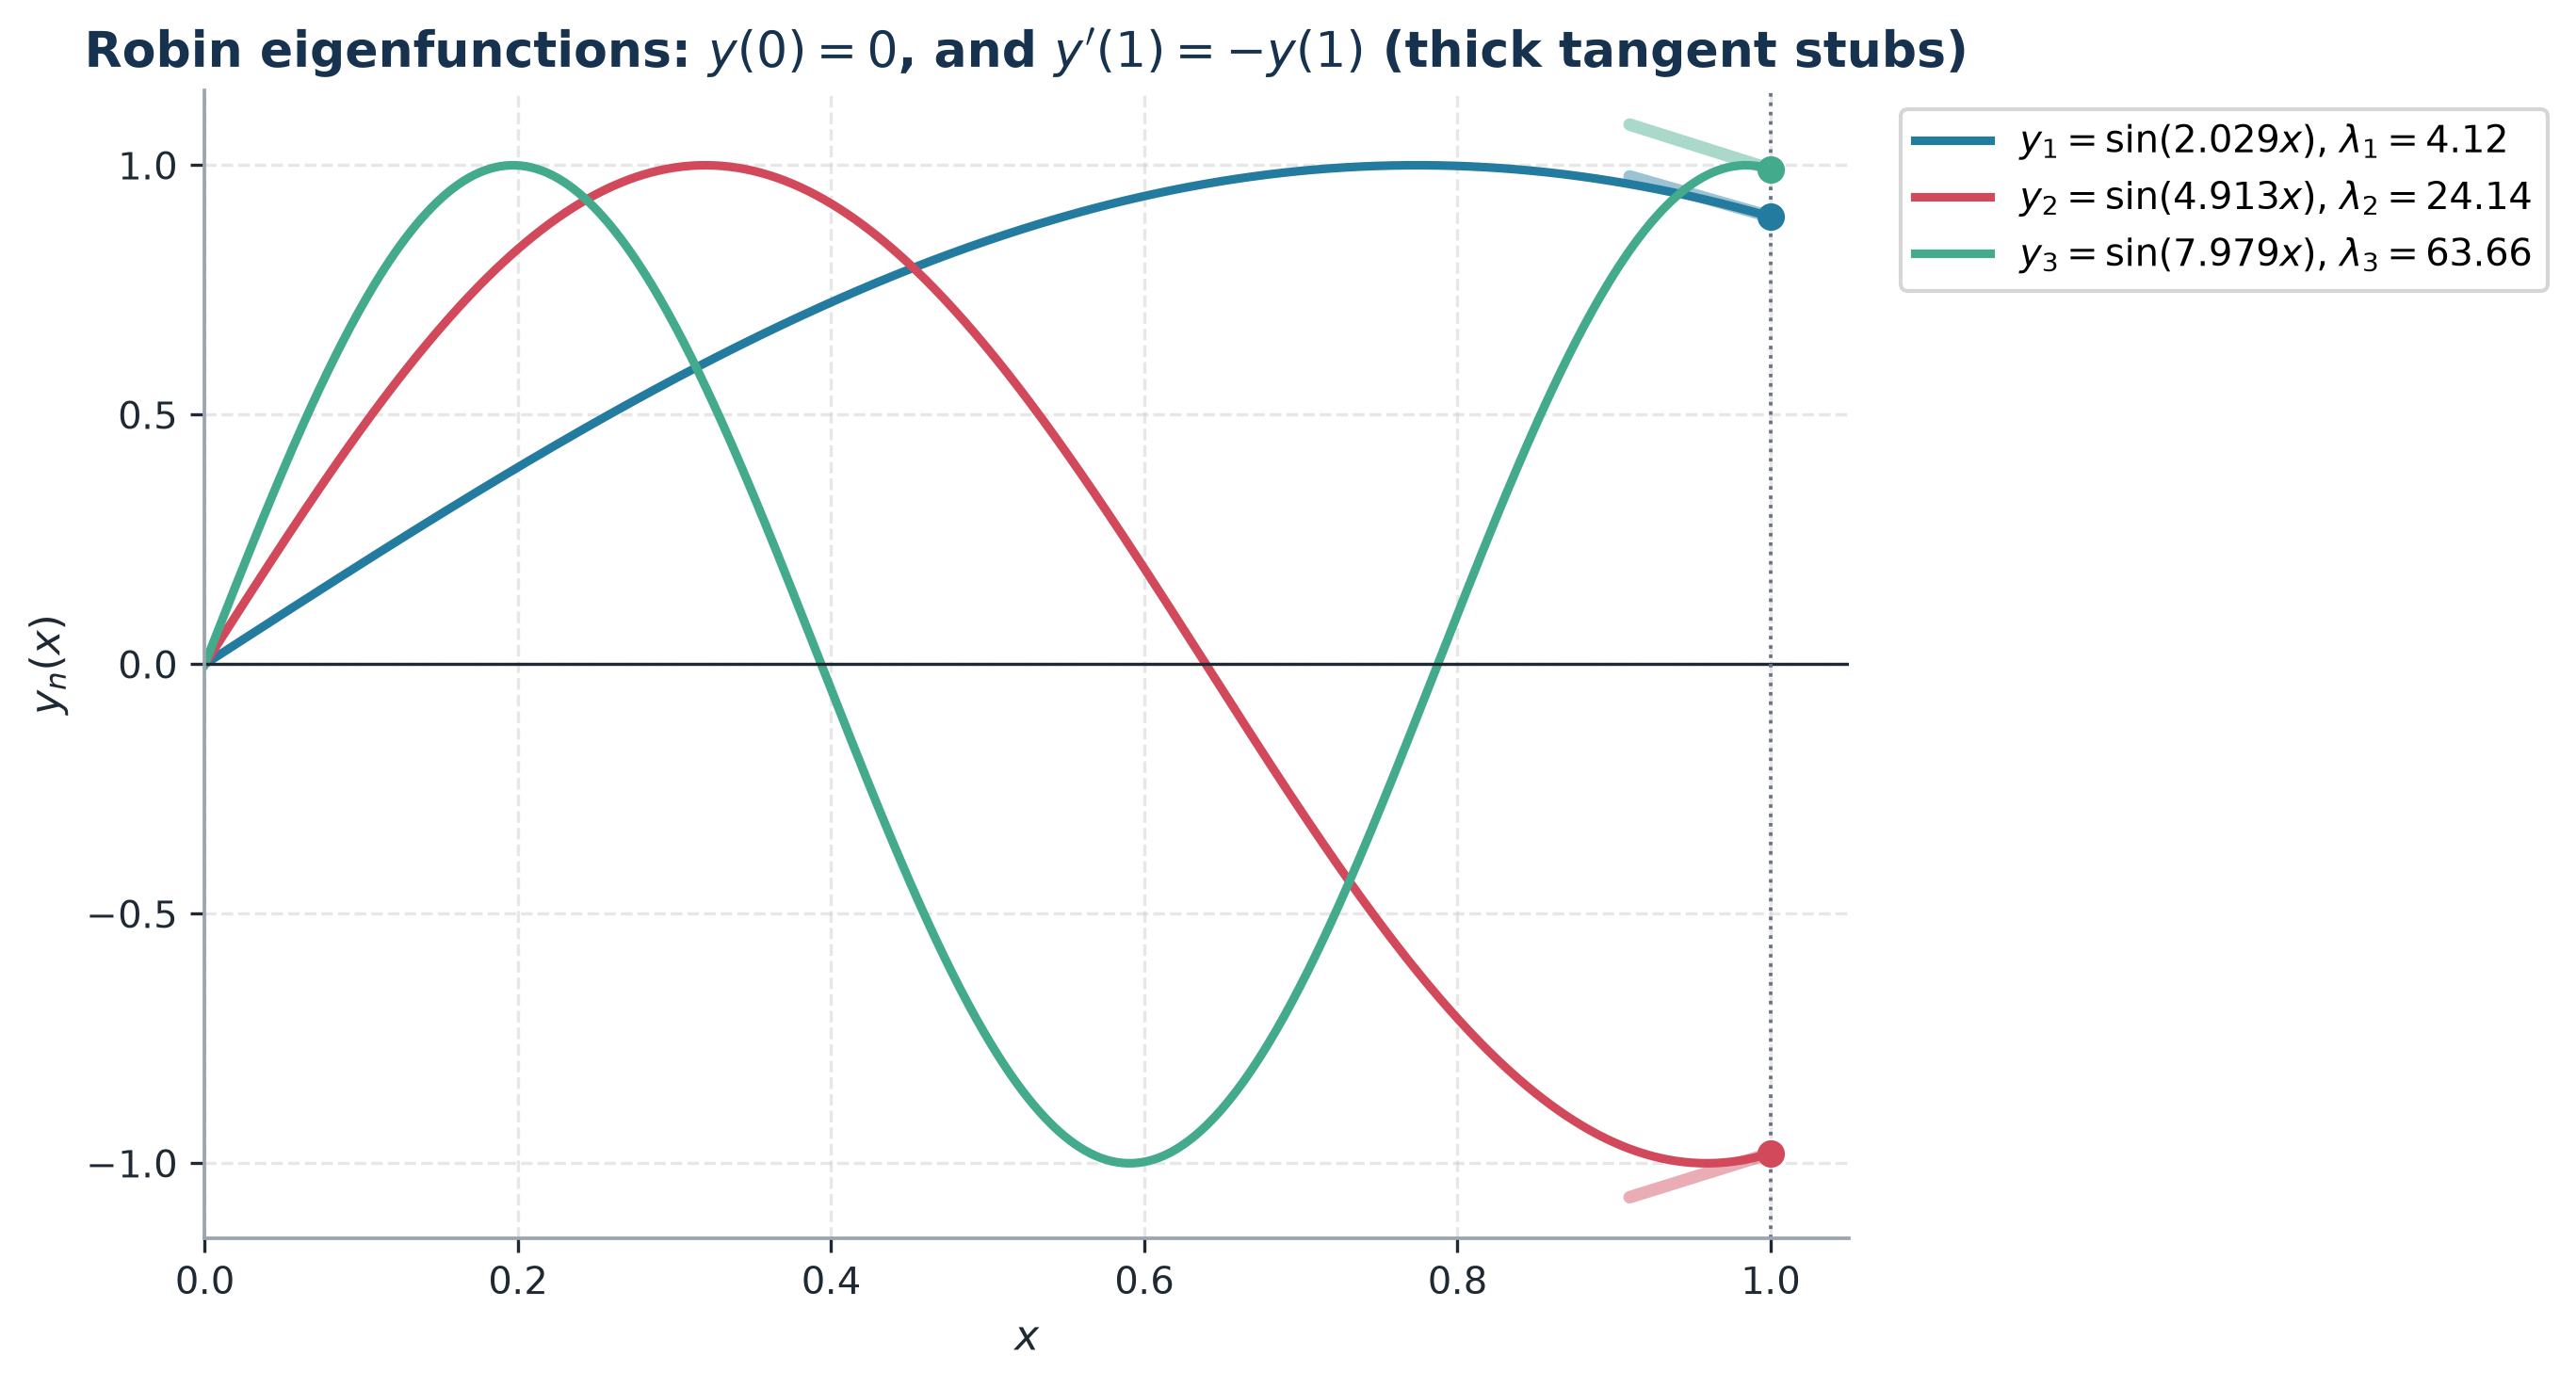 Robin eigenfunctions: y(0) = 0, and y′(1) = −y(1) (thick tangent stubs)
y₁ = sin(2.029x), λ₁ = 4.12
y₂ = sin(4.913x), λ₂ = 24.14
y₃ = sin(7.979x), λ₃ = 63.66
1.0
0.5
0.0
−0.5
−1.0
yₙ(x)
0.0 0.2 0.4 0.6 0.8 1.0
x